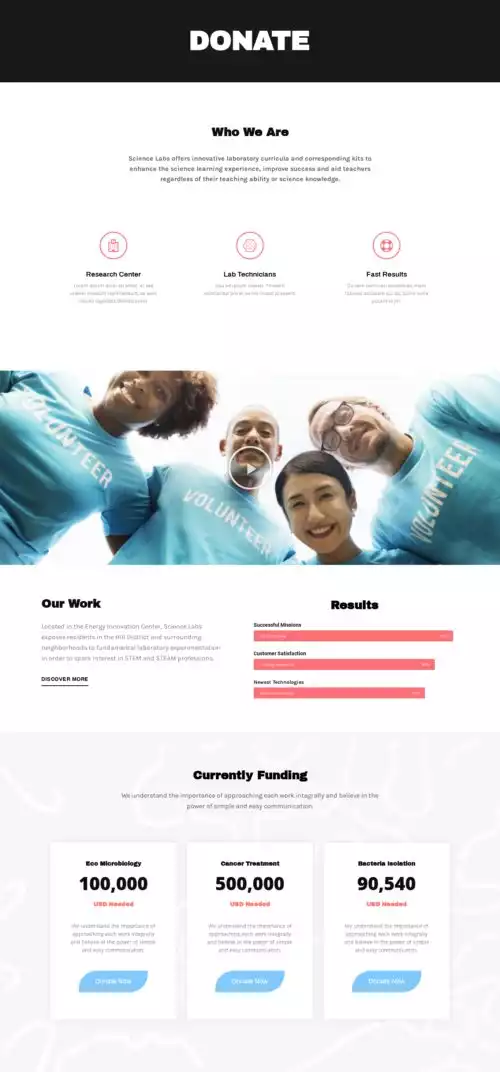 DONATE
Who We Are
Science Labs offers innovative laboratory curricula and corresponding kits to
enhance the science learning experience, improve success and aid teachers
regardless of their teaching ability or science knowledge.
Research Center
Lab Technicians
Fast Results
VOLUNTEER
VOLUNTEER
VOLUNTEER
Our Work
Located in the Energy Innovation Center, Science Labs
exposes residents in the Hill District and surrounding
neighborhoods to fundamental laboratory experimentation
in order to spark interest in STEM and STEAM professions.
DISCOVER MORE
Results
Successful Missions
Customer Satisfaction
Newest Technologies
Currently Funding
We understand the importance of approaching each work integrally and believe in the
power of simple and easy communication.
Eco Microbiology
100,000
USD Needed
We understand the importance of
approaching each work integrally
and believe in the power of simple
and easy communication.
Donate Now
Cancer Treatment
500,000
USD Needed
We understand the importance of
approaching each work integrally
and believe in the power of simple
and easy communication.
Donate Now
Bacteria Isolation
90,540
USD Needed
We understand the importance of
approaching each work integrally
and believe in the power of simple
and easy communication.
Donate Now